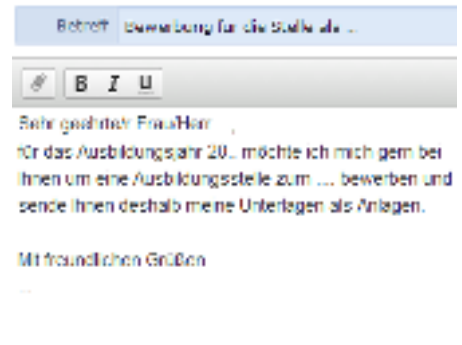 Betreff Bewerbung für die Stelle als ...
B I U
Sehr geehrte/r Frau/Herr ,
für das Ausbildungsjahr 20.. möchte ich mich gern bei
Ihnen um eine Ausbildungsstelle zum .... bewerben und
sende Ihnen deshalb meine Unterlagen als Anlagen.
Mit freundlichen Grüßen
...